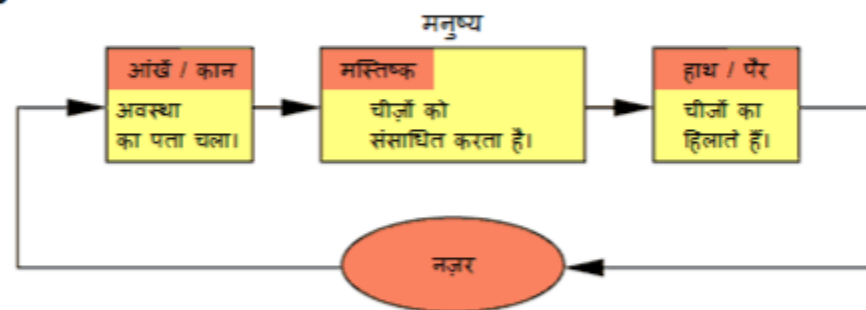 मनुष्य
आंखें / कान
अवस्था
का पता चला।
मस्तिष्क
चीज़ों को
संसाधित करता है।
हाथ / पैर
चीजों का
हिलाते हैं।
नज़र